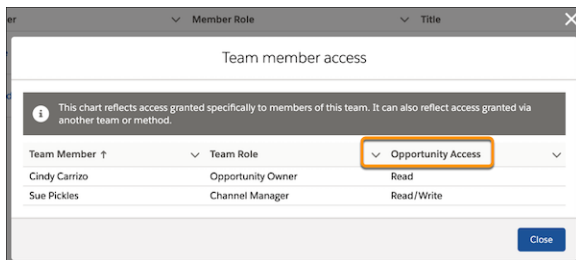 er Member Role Title
Team member access
This chart reflects access granted specifically to members of this team. It can also reflect access granted via
another team or method.
Team Member ↑ Team Role Opportunity Access
Cindy Carrizo Opportunity Owner Read
Sue Pickles Channel Manager Read/Write
Close